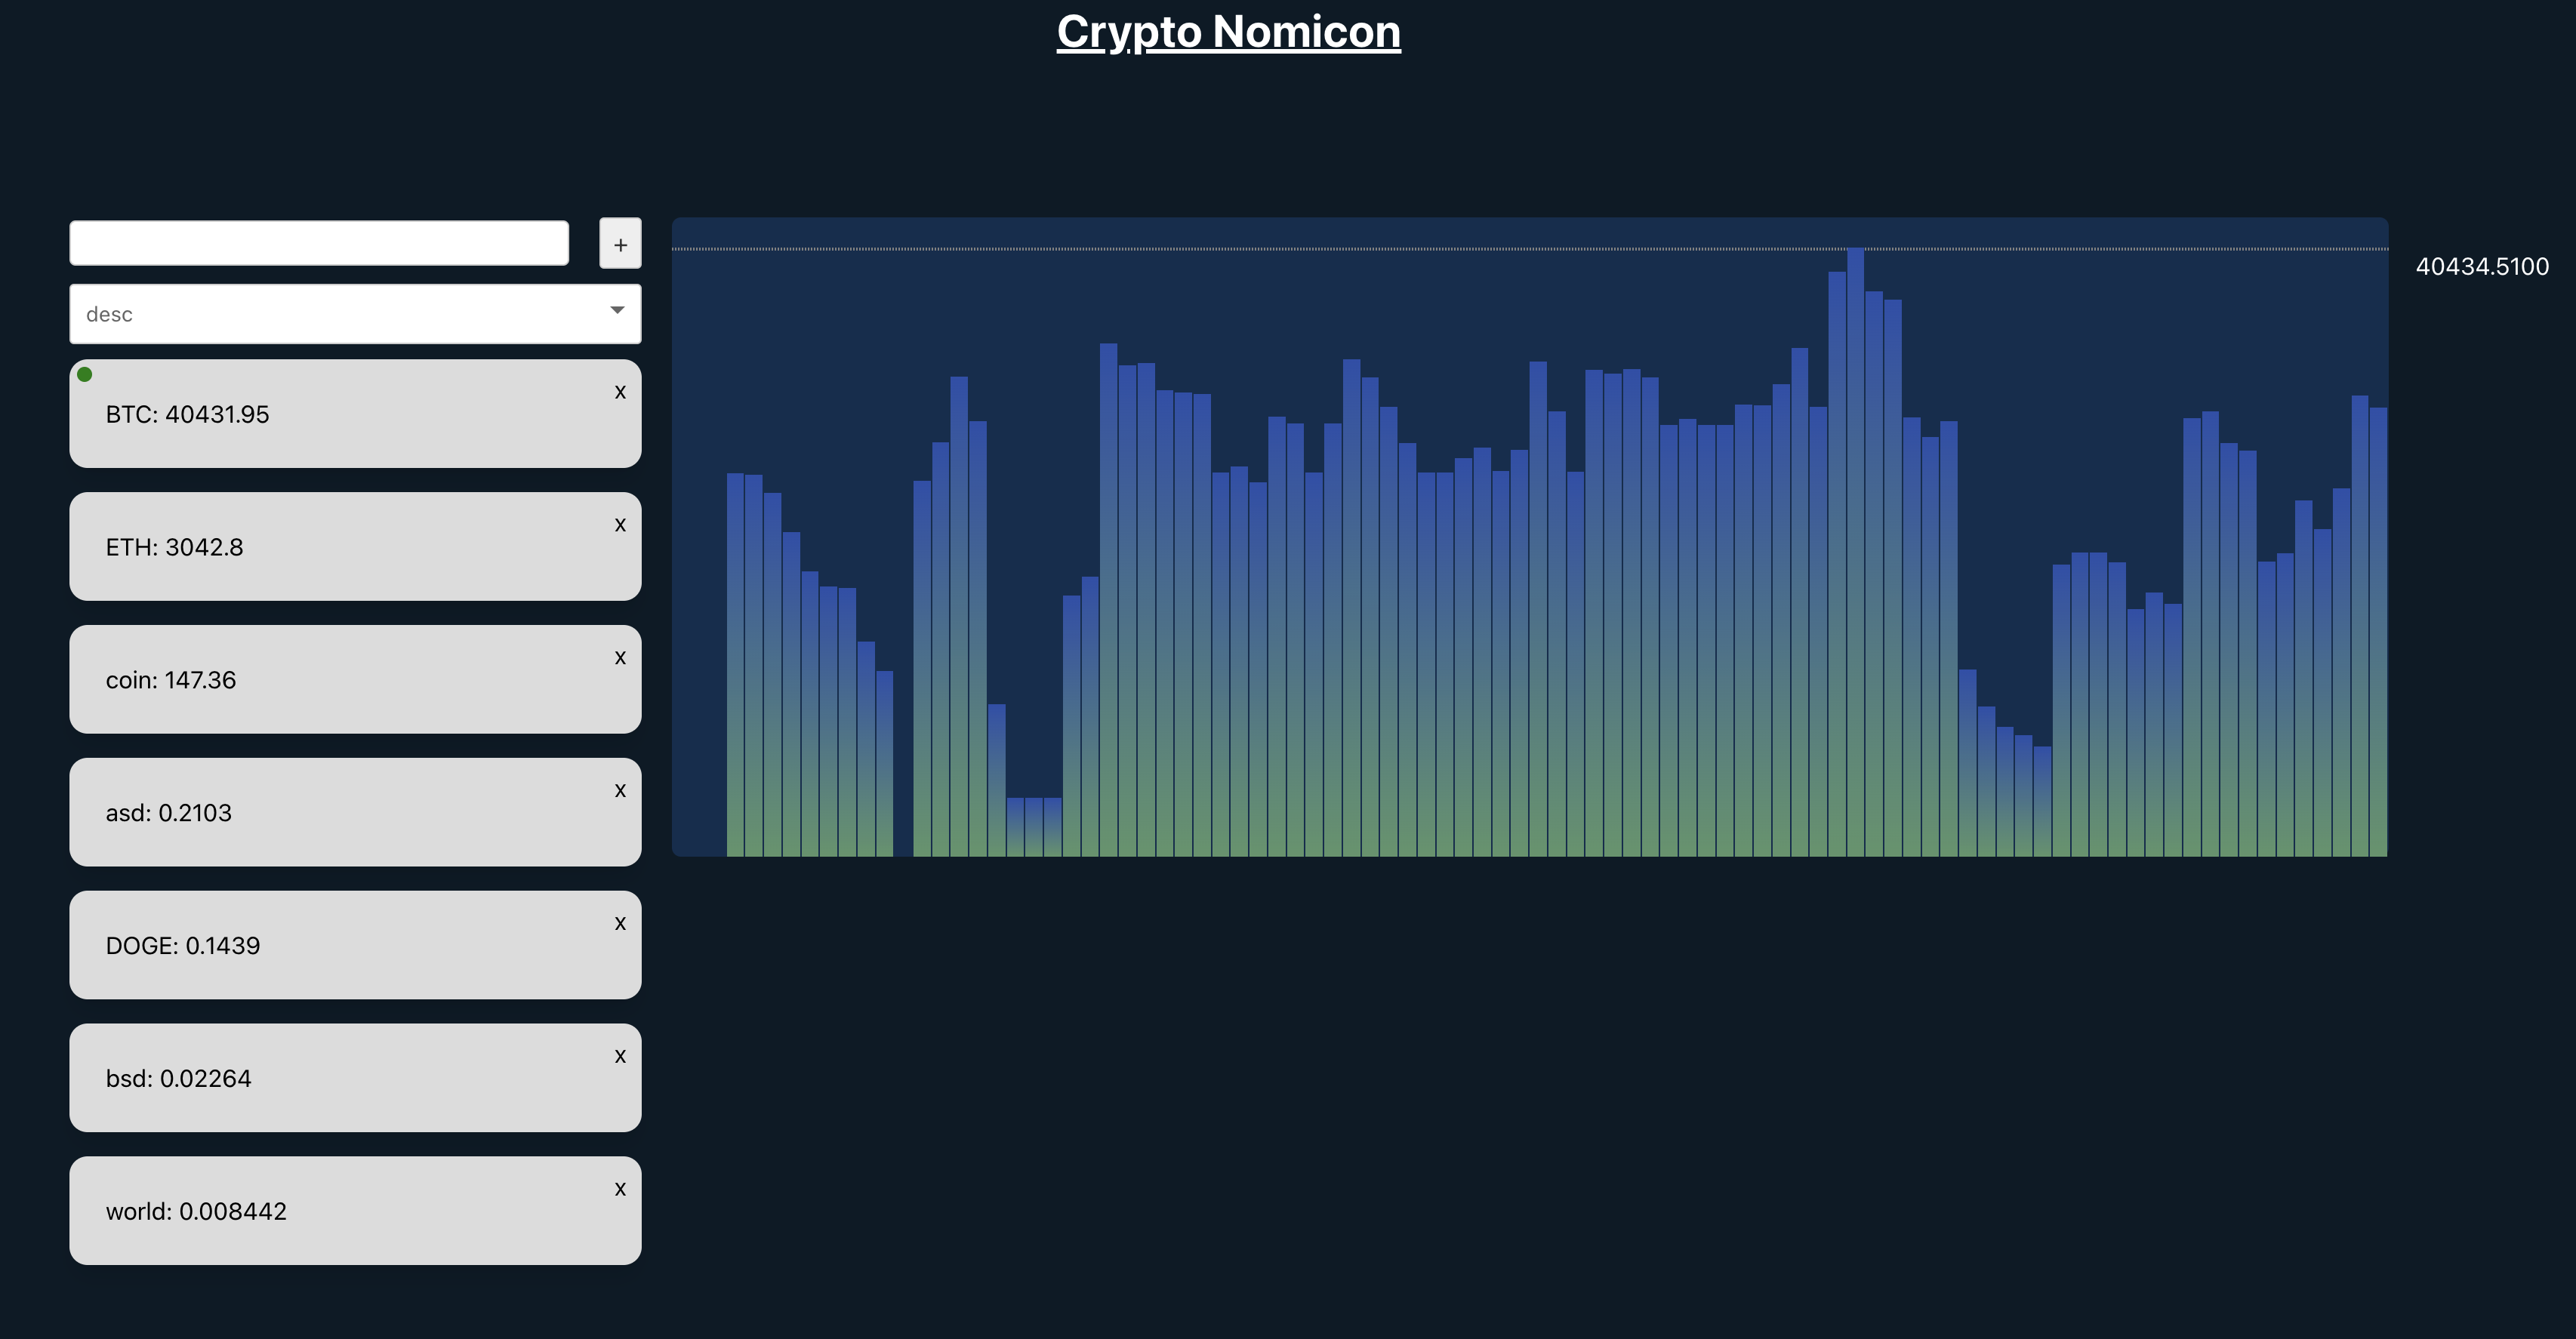 Crypto Nomicon
+
desc
40434.5100
x
BTC: 40431.95
x
ETH: 3042.8
x
coin: 147.36
x
asd: 0.2103
x
DOGE: 0.1439
x
bsd: 0.02264
x
world: 0.008442